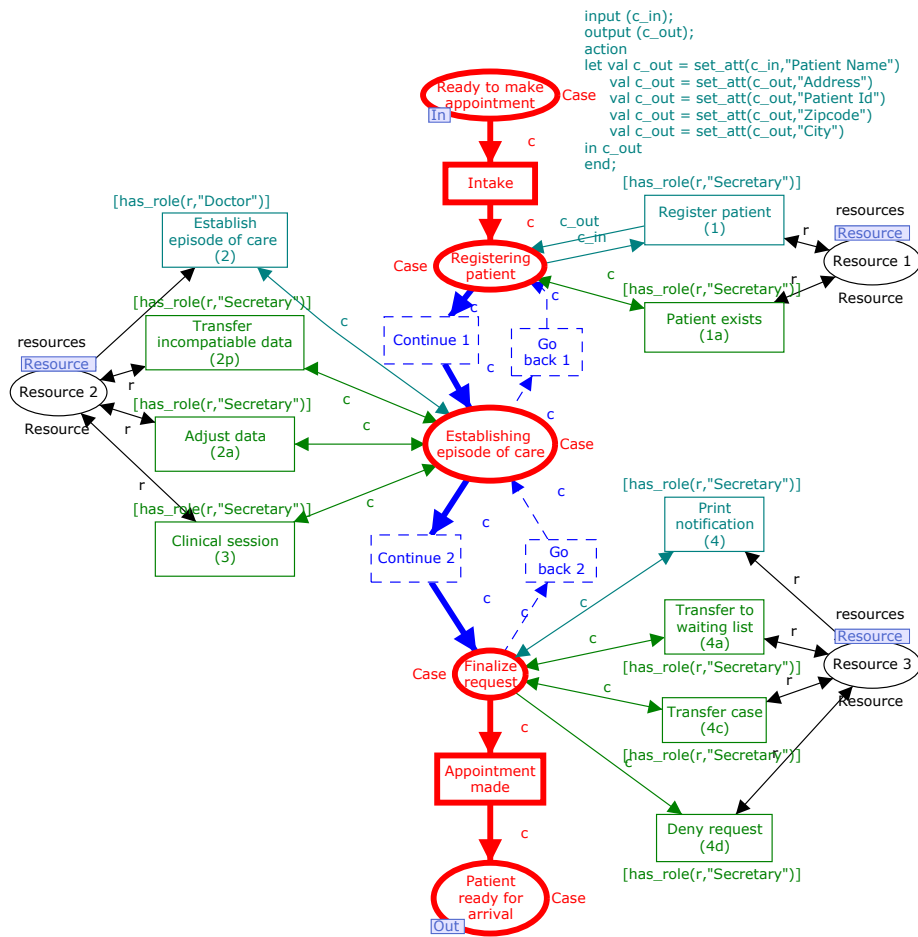 input (c_in);
output (c_out);
action
let val c_out = set_att(c_in,"Patient Name")
val c_out = set_att(c_out,"Address")
val c_out = set_att(c_out,"Patient Id")
val c_out = set_att(c_out,"Zipcode")
val c_out = set_att(c_out,"City")
in c_out
end;
Ready to make
appointment
Case
In
c
Intake
c
[has_role(r,"Secretary")]
Register patient
(1)
c_out
c_in
r
resources
Resource
Resource 1
Resource
r
Case
Registering
patient
c
[has_role(r,"Secretary")]
Patient exists
(1a)
[has_role(r,"Doctor")]
Establish
episode of care
(2)
c
[has_role(r,"Secretary")]
Transfer
incompatiable data
(2p)
c
resources
Resource
Resource 2
Resource
r
[has_role(r,"Secretary")]
Adjust data
(2a)
r
c
r
[has_role(r,"Secretary")]
Clinical session
(3)
c
c
Continue 1
c
c
Go
back 1
c
Establishing
episode of care
Case
c
Continue 2
c
c
Go
back 2
c
[has_role(r,"Secretary")]
Print
notification
(4)
c
r
Transfer to
waiting list
(4a)
[has_role(r,"Secretary")]
c
r
resources
Resource
Resource 3
Resource
Case
Finalize
request
c
Transfer case
(4c)
[has_role(r,"Secretary")]
r
c
r
Deny request
(4d)
[has_role(r,"Secretary")]
c
Appointment
made
c
Patient
ready for
arrival
Case
Out